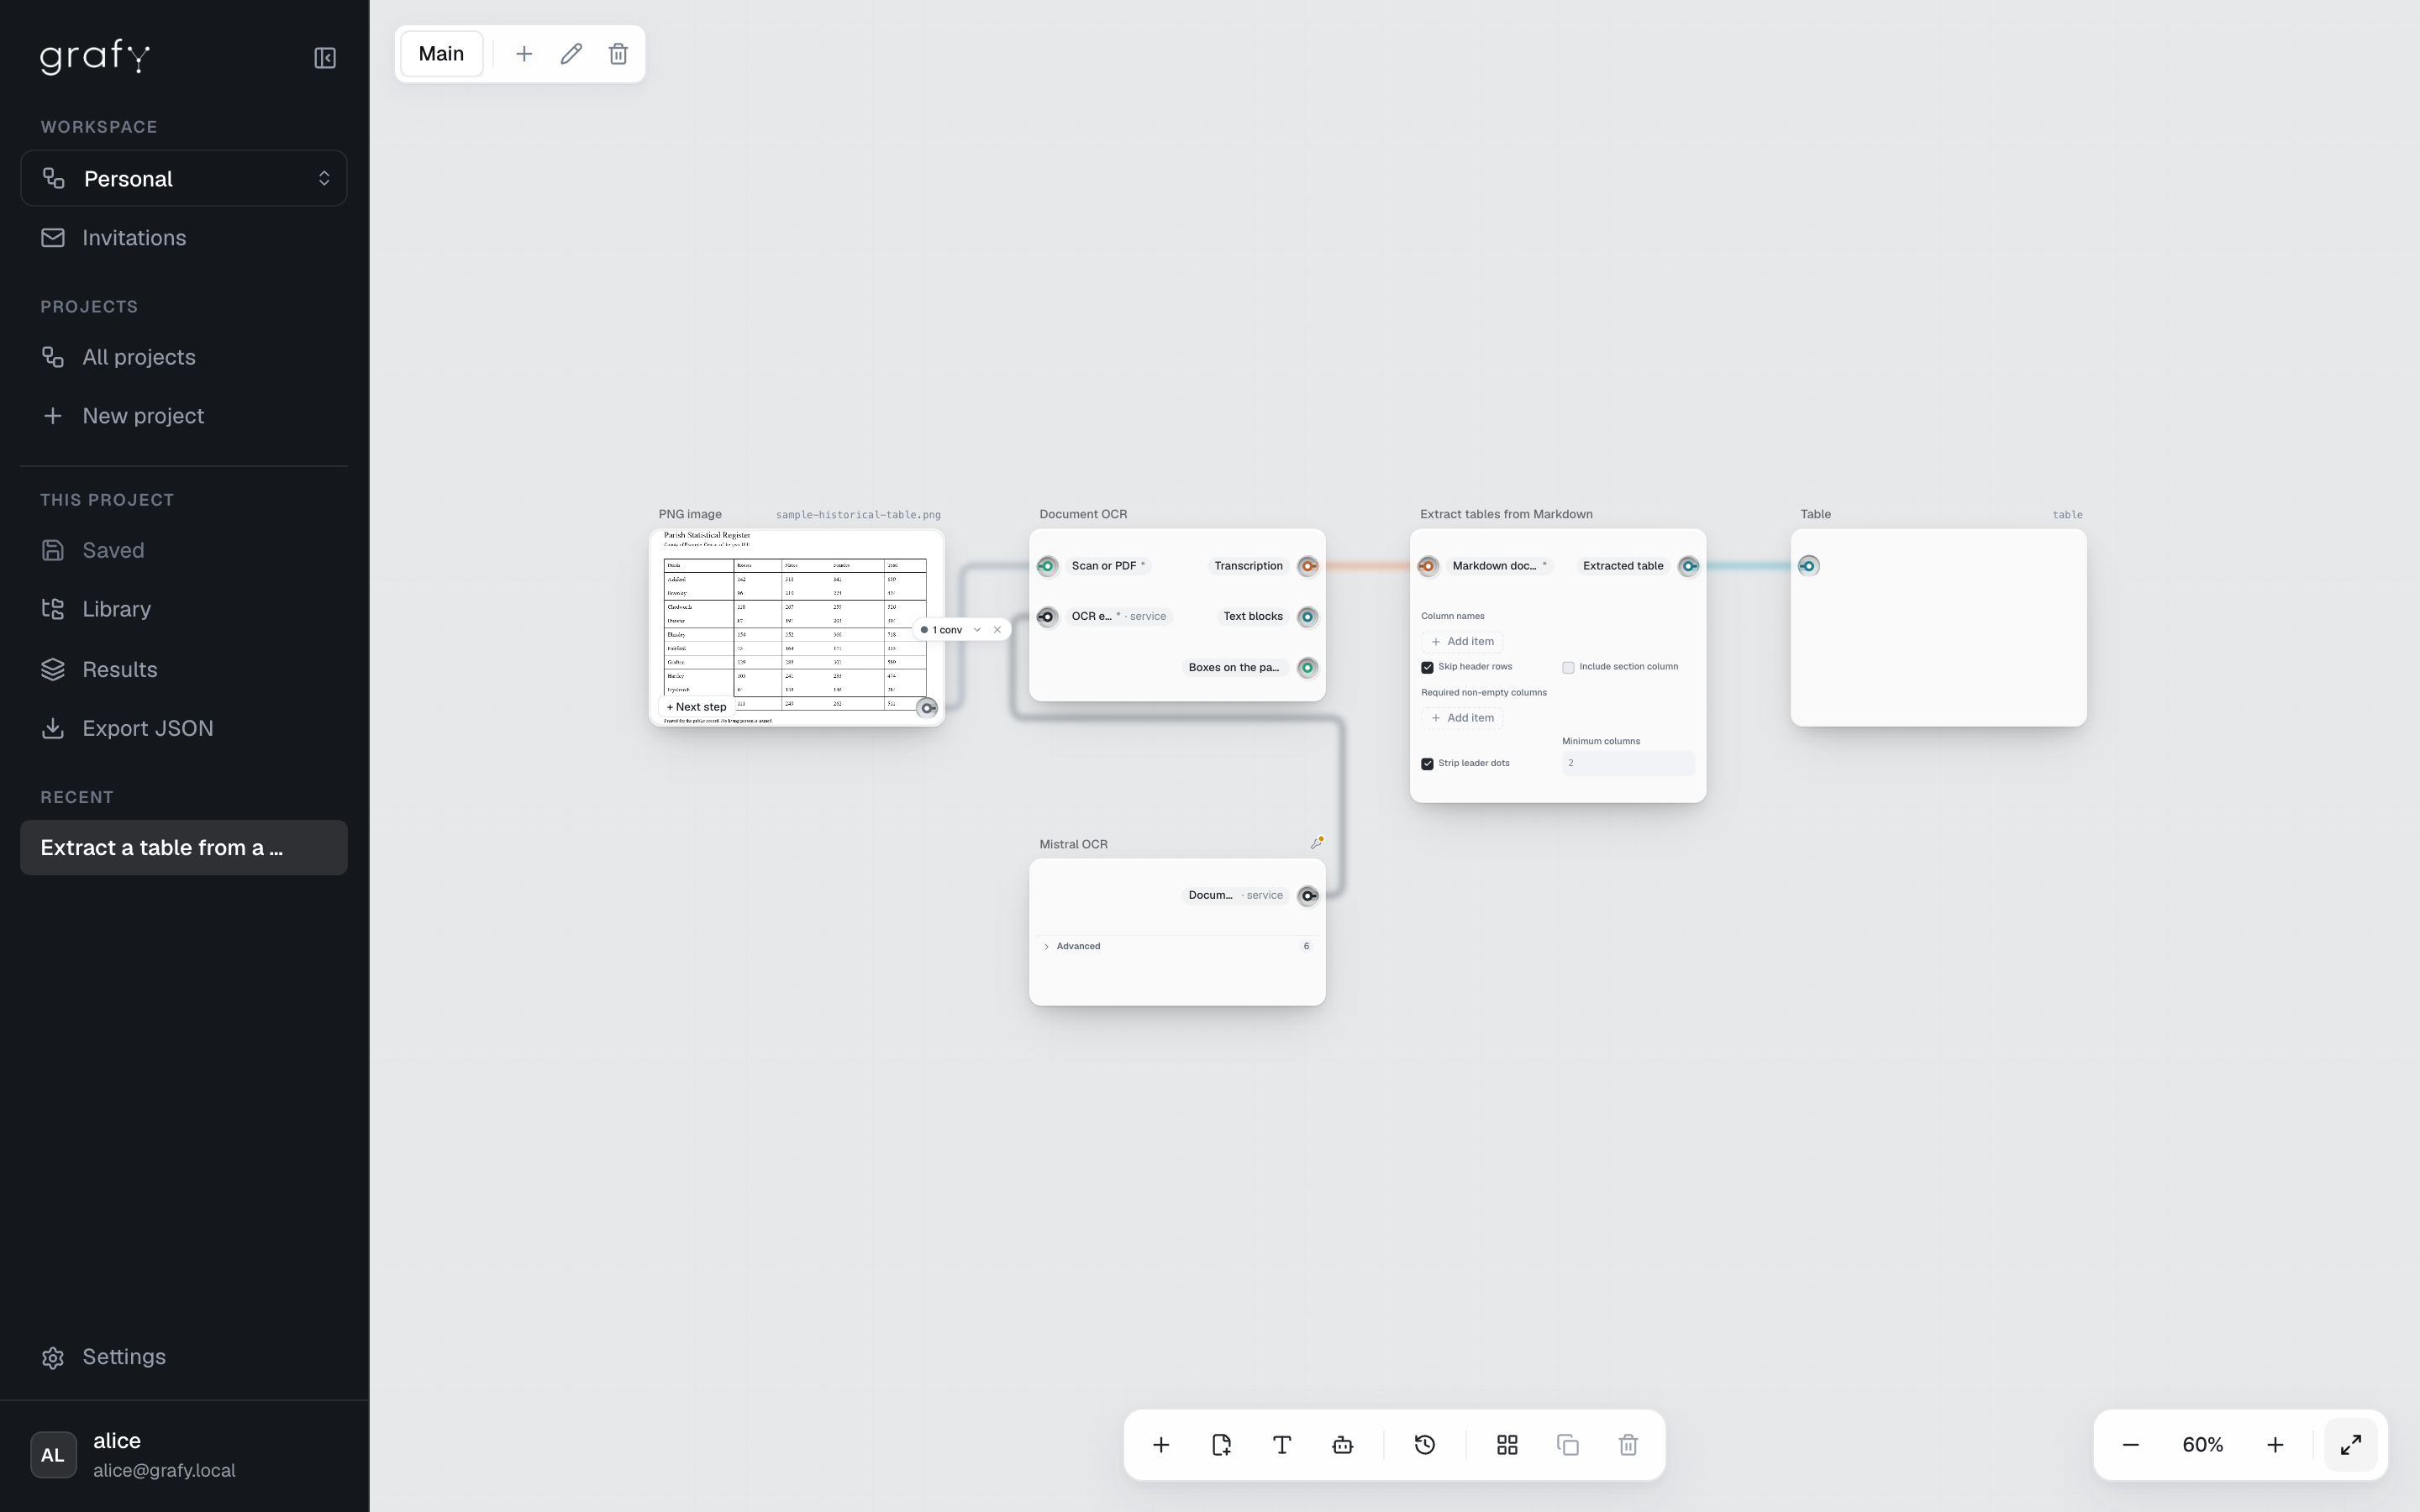 grafy
WORKSPACE
Personal
Invitations
PROJECTS
All projects
New project
THIS PROJECT
Saved
Library
Results
Export JSON
RECENT
Extract a table from a ...
Settings
AL
alice
alice@grafy.local
Main
PNG image
sample-historical-table.png
Parish Statistical Register
+ Next step
1 conv
Document OCR
Scan or PDF *
Transcription
OCR e... * · service
Text blocks
Boxes on the pa...
Mistral OCR
Docum... · service
Advanced
6
Extract tables from Markdown
Markdown doc... *
Extracted table
Column names
Add item
Skip header rows
Include section column
Required non-empty columns
Add item
Minimum columns
Strip leader dots
2
Table
table
60%